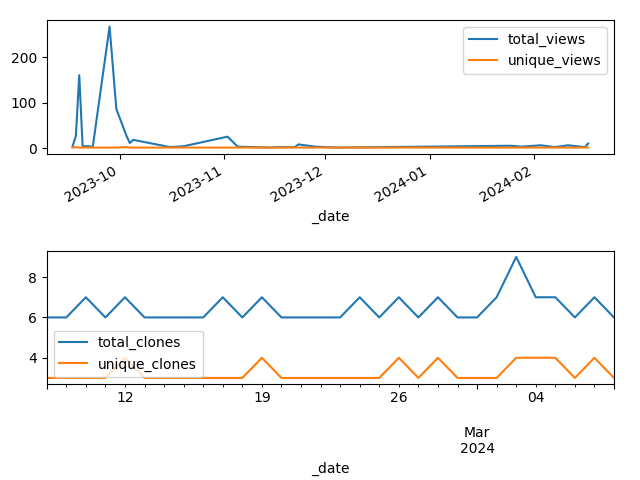 total_views
unique_views
200
100
0
2023-10
2023-11
2023-12
2024-01
2024-02
_date
8
6
4
total_clones
unique_clones
12
19
26
04
Mar
2024
_date